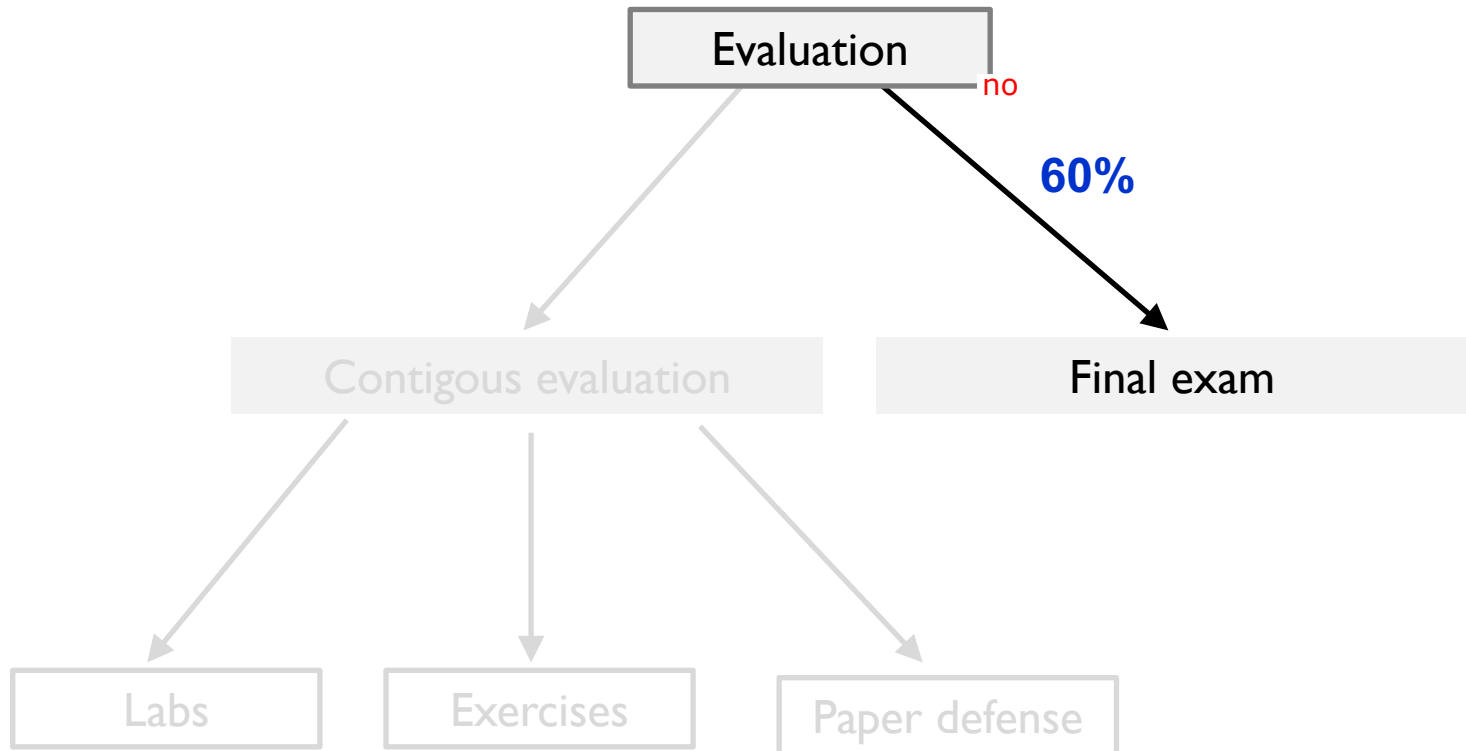 Evaluation
no
60%
Contigous evaluation
Final exam
Labs
Exercises
Paper defense